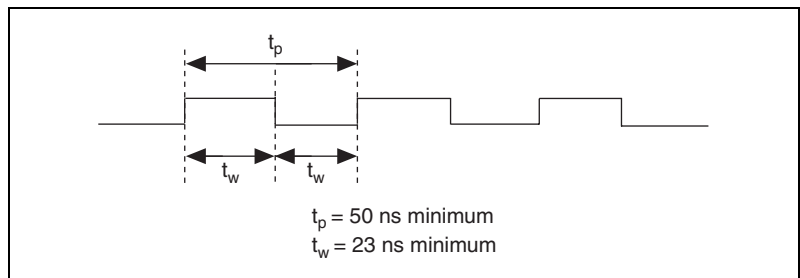 tp
tw tw
tp = 50 ns minimum
tw = 23 ns minimum